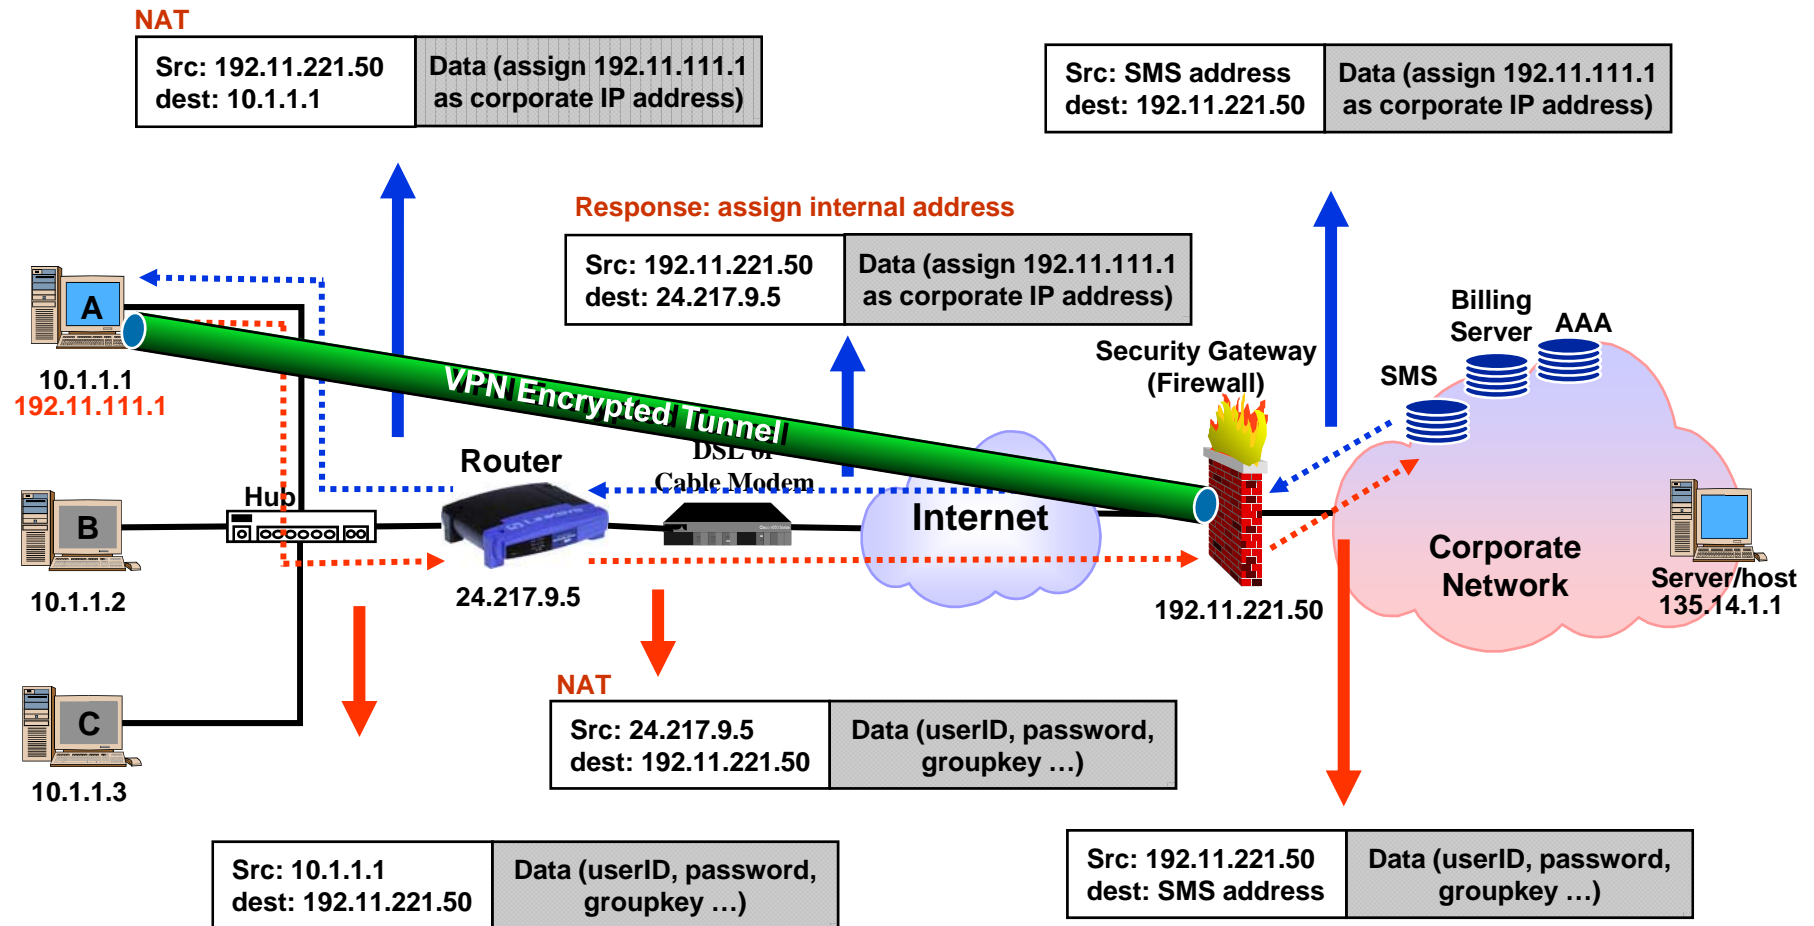 NAT
Src: 192.11.221.50
dest: 10.1.1.1
Data (assign 192.11.111.1
as corporate IP address)
Src: SMS address
dest: 192.11.221.50
Data (assign 192.11.111.1
as corporate IP address)
Response: assign internal address
Src: 192.11.221.50
dest: 24.217.9.5
Data (assign 192.11.111.1
as corporate IP address)
A
10.1.1.1
192.11.111.1
VPN Encrypted Tunnel
Security Gateway
(Firewall)
Billing
Server
AAA
SMS
Router
DSL or
Cable Modem
Hub
B
10.1.1.2
LINKSYS
24.217.9.5
Internet
192.11.221.50
Corporate
Network
Server/host
135.14.1.1
C
10.1.1.3
NAT
Src: 24.217.9.5
dest: 192.11.221.50
Data (userID, password,
groupkey …)
Src: 10.1.1.1
dest: 192.11.221.50
Data (userID, password,
groupkey …)
Src: 192.11.221.50
dest: SMS address
Data (userID, password,
groupkey …)